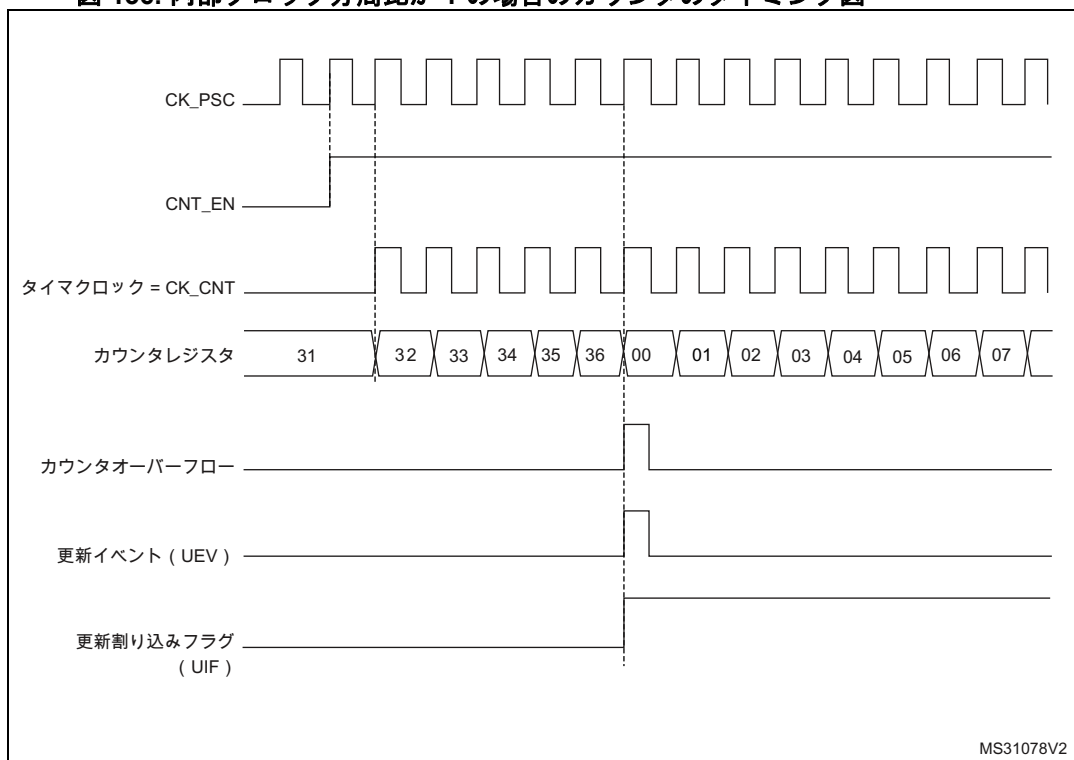 CK_PSC
CNT_EN
タイマクロック = CK_CNT
カウンタレジスタ 31 32 33 34 35 36 00 01 02 03 04 05 06 07
カウンタオーバーフロー
更新イベント ( UEV )
更新割り込みフラグ
( UIF )
MS31078V2